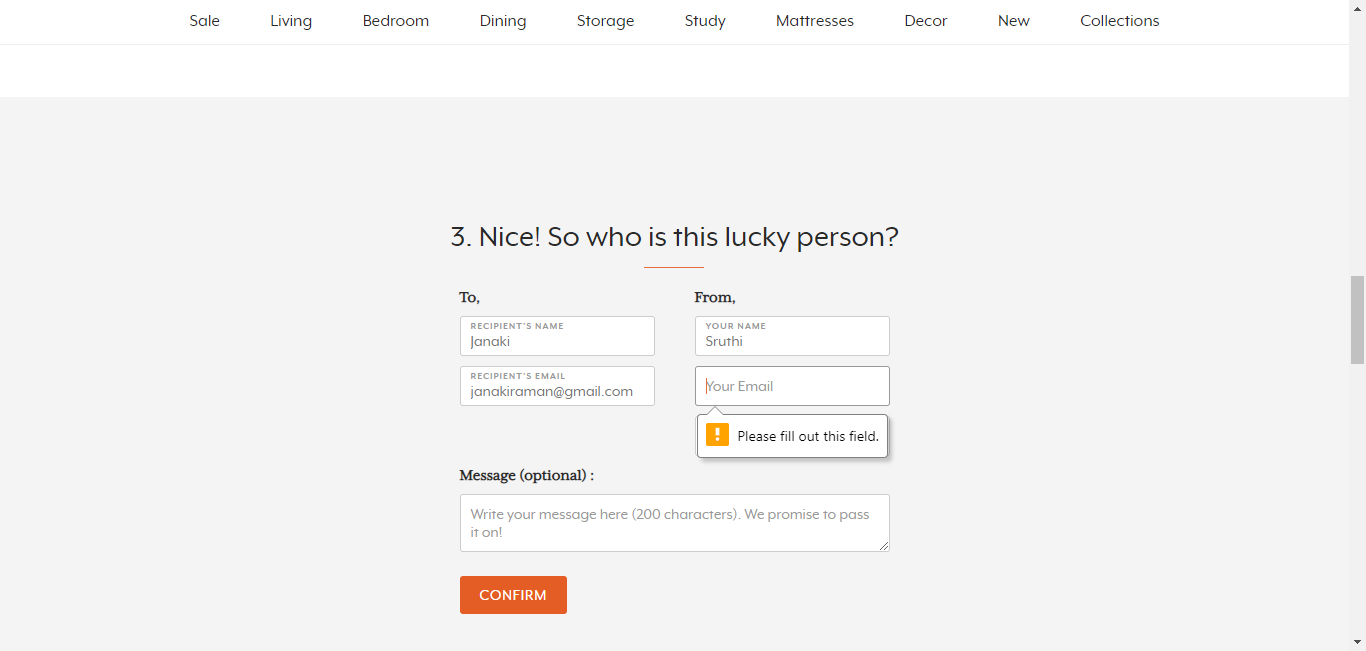 Sale Living Bedroom Dining Storage Study Mattresses Decor New Collections
3. Nice! So who is this lucky person?
To,
From,
RECIPIENT'S NAME
Janaki
YOUR NAME
Sruthi
RECIPIENT'S EMAIL
janakiraman@gmail.com
Your Email
Please fill out this field.
Message (optional) :
Write your message here (200 characters). We promise to pass
it on!
CONFIRM